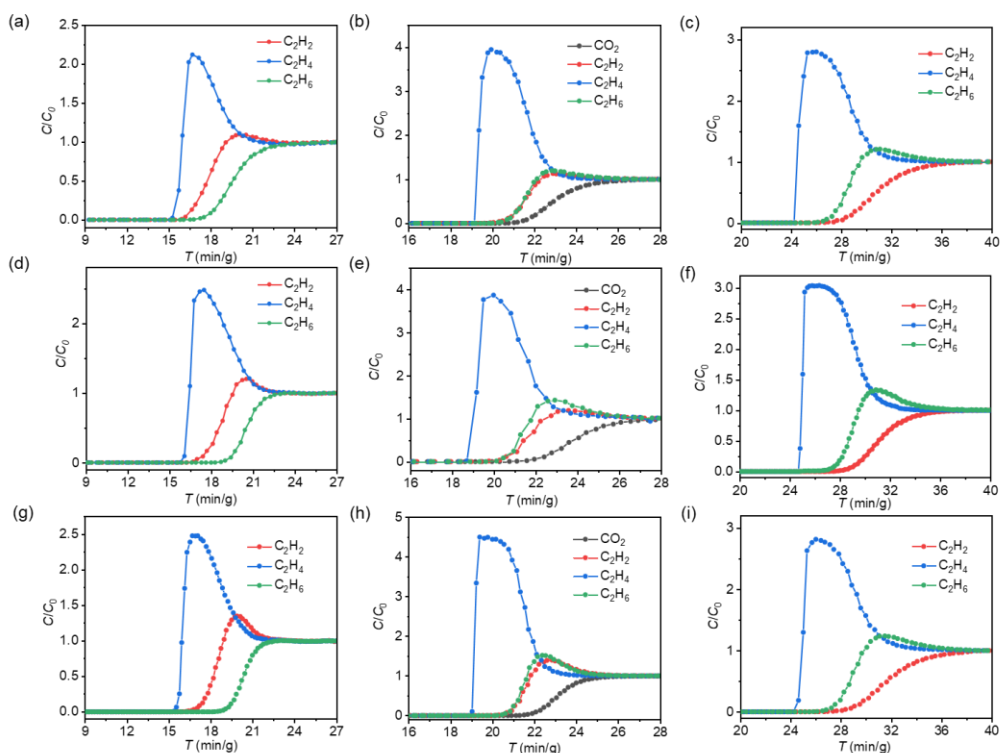 (a)
2.5
2.0
1.5
1.0
0.5
0.0
C/C₀
C₂H₂
C₂H₄
C₂H₆
9 12 15 18 21 24 27
T (min/g)
(b)
4
3
2
1
0
C/C₀
CO₂
C₂H₂
C₂H₄
C₂H₆
16 18 20 22 24 26 28
T (min/g)
(c)
3
2
1
0
C/C₀
C₂H₂
C₂H₄
C₂H₆
20 24 28 32 36 40
T (min/g)
(d)
2
1
0
C/C₀
C₂H₂
C₂H₄
C₂H₆
9 12 15 18 21 24 27
T (min/g)
(e)
4
3
2
1
0
C/C₀
CO₂
C₂H₂
C₂H₄
C₂H₆
16 18 20 22 24 26 28
T (min/g)
(f)
3.0
2.5
2.0
1.5
1.0
0.5
0.0
C/C₀
C₂H₂
C₂H₄
C₂H₆
20 24 28 32 36 40
T (min/g)
(g)
2.5
2.0
1.5
1.0
0.5
0.0
C/C₀
C₂H₂
C₂H₄
C₂H₆
9 12 15 18 21 24 27
T (min/g)
(h)
5
4
3
2
1
0
C/C₀
CO₂
C₂H₂
C₂H₄
C₂H₆
16 18 20 22 24 26 28
T (min/g)
(i)
3
2
1
0
C/C₀
C₂H₂
C₂H₄
C₂H₆
20 24 28 32 36 40
T (min/g)